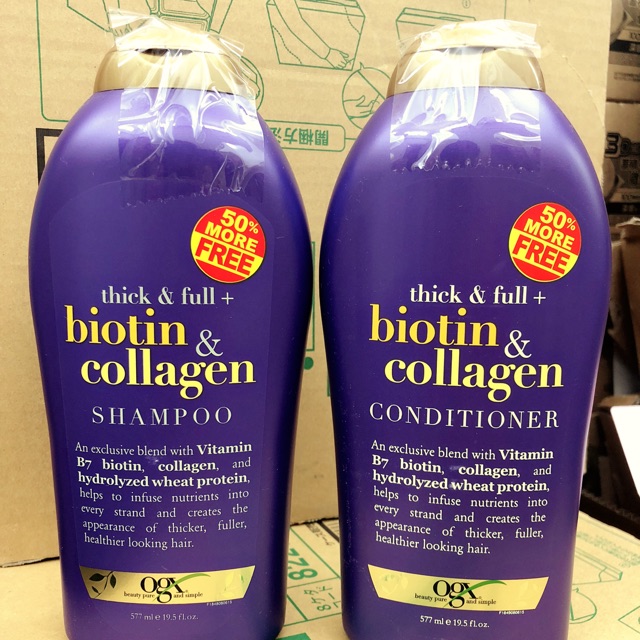 開梱方法
50%
MORE
FREE
thick & full +
biotin &
collagen
SHAMPOO
An exclusive blend with Vitamin
B7 biotin, collagen, and
hydrolyzed wheat protein,
helps to infuse nutrients into
every strand and creates the
appearance of thicker, fuller,
healthier looking hair.
ogx
beauty pure and simple
577 ml e 19.5 fl.oz.
50%
MORE
FREE
thick & full +
biotin &
collagen
CONDITIONER
An exclusive blend with Vitamin
B7 biotin, collagen, and
hydrolyzed wheat protein,
helps to infuse nutrients into
every strand and creates the
appearance of thicker, fuller,
healthier looking hair.
ogx
beauty pure and simple
577 ml e 19.5 fl.oz.